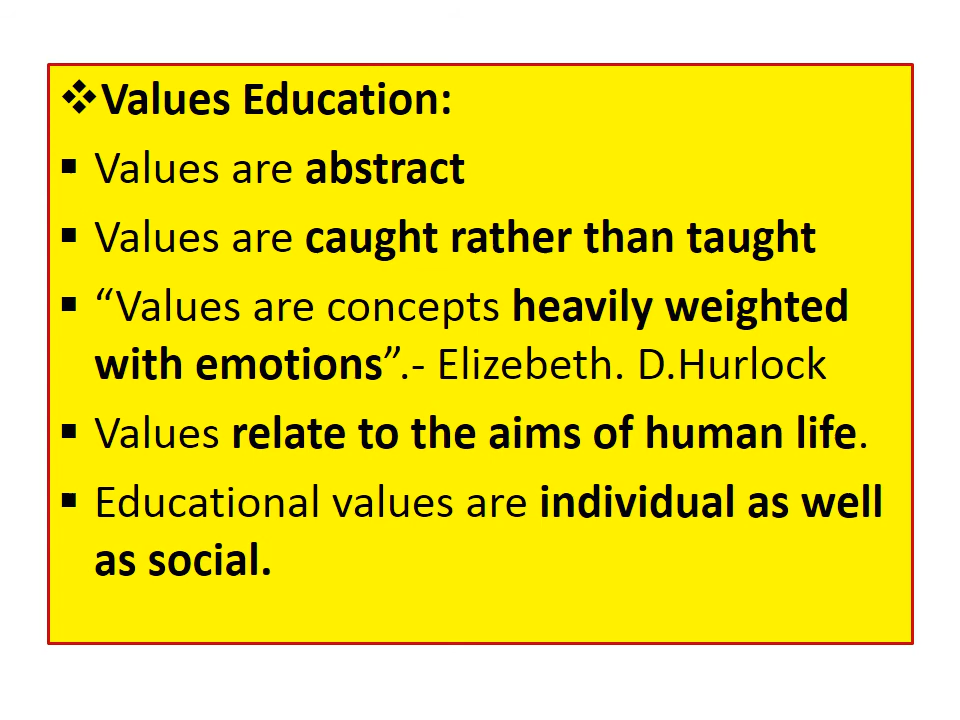 ❖Values Education:
▪ Values are abstract
▪ Values are caught rather than taught
▪ “Values are concepts heavily weighted
with emotions”.- Elizebeth. D.Hurlock
▪ Values relate to the aims of human life.
▪ Educational values are individual as well
as social.